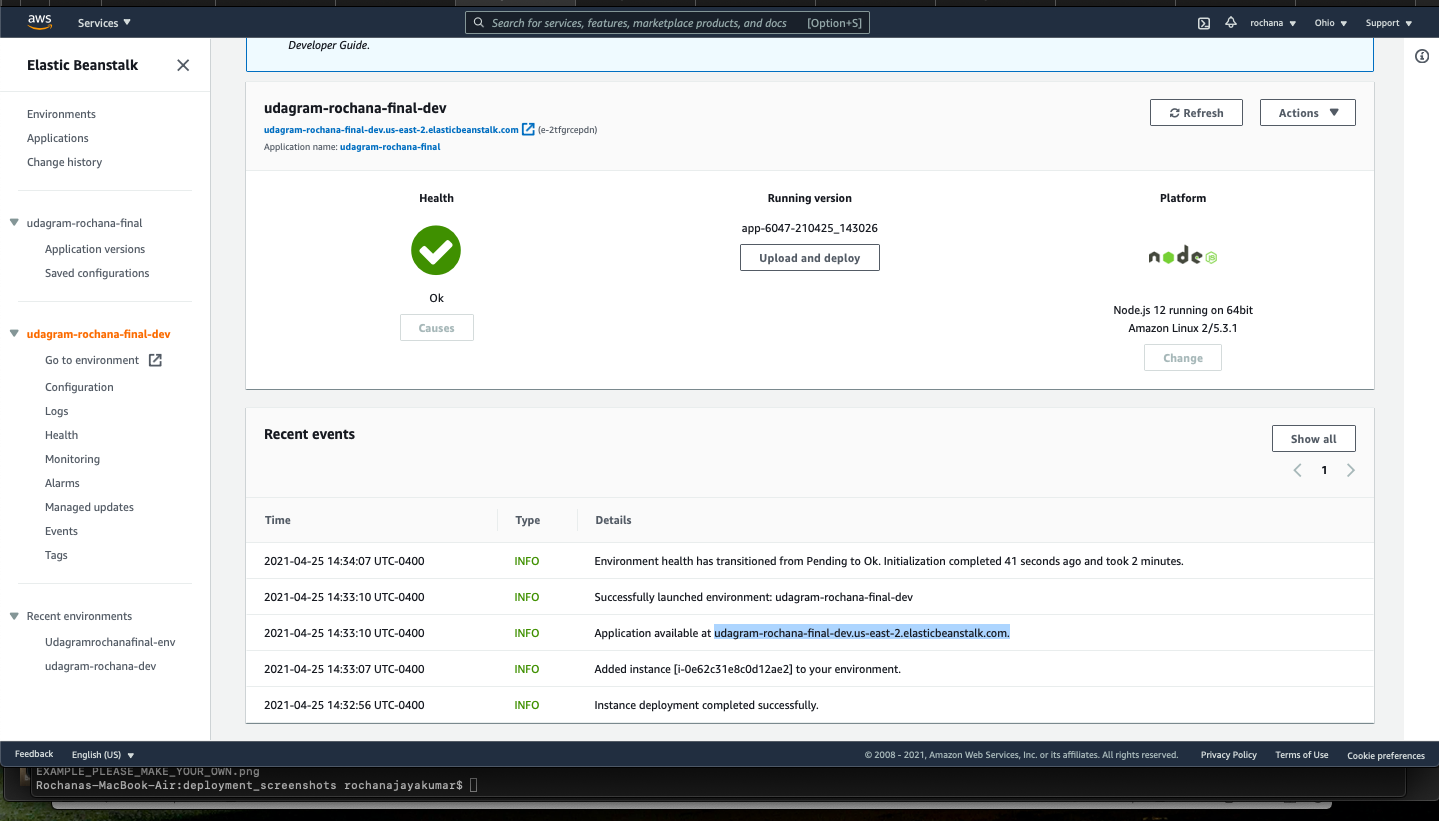 aws Services Search for services, features, marketplace products, and docs [Option+S] rochana Ohio Support
Elastic Beanstalk
Environments
Applications
Change history
udagram-rochana-final
Application versions
Saved configurations
udagram-rochana-final-dev
Go to environment
Configuration
Logs
Health
Monitoring
Alarms
Managed updates
Events
Tags
Recent environments
Udagramrochanafinal-env
udagram-rochana-dev
Developer Guide.
udagram-rochana-final-dev
udagram-rochana-final-dev.us-east-2.elasticbeanstalk.com (e-2tfgrcepdn)
Application name: udagram-rochana-final
Refresh
Actions
Health
Ok
Causes
Running version
app-6047-210425_143026
Upload and deploy
Platform
node JS
Node.js 12 running on 64bit
Amazon Linux 2/5.3.1
Change
Recent events
Show all
1
Time Type Details
2021-04-25 14:34:07 UTC-0400 INFO Environment health has transitioned from Pending to Ok. Initialization completed 41 seconds ago and took 2 minutes.
2021-04-25 14:33:10 UTC-0400 INFO Successfully launched environment: udagram-rochana-final-dev
2021-04-25 14:33:10 UTC-0400 INFO Application available at udagram-rochana-final-dev.us-east-2.elasticbeanstalk.com.
2021-04-25 14:33:07 UTC-0400 INFO Added instance [i-0e62c31e8c0d12ae2] to your environment.
2021-04-25 14:32:56 UTC-0400 INFO Instance deployment completed successfully.
Feedback English (US) © 2008 - 2021, Amazon Web Services, Inc. or its affiliates. All rights reserved. Privacy Policy Terms of Use Cookie preferences
EXAMPLE_PLEASE_MAKE_YOUR_OWN.png
Rochanas-MacBook-Air:deployment_screenshots rochanajayakumar$